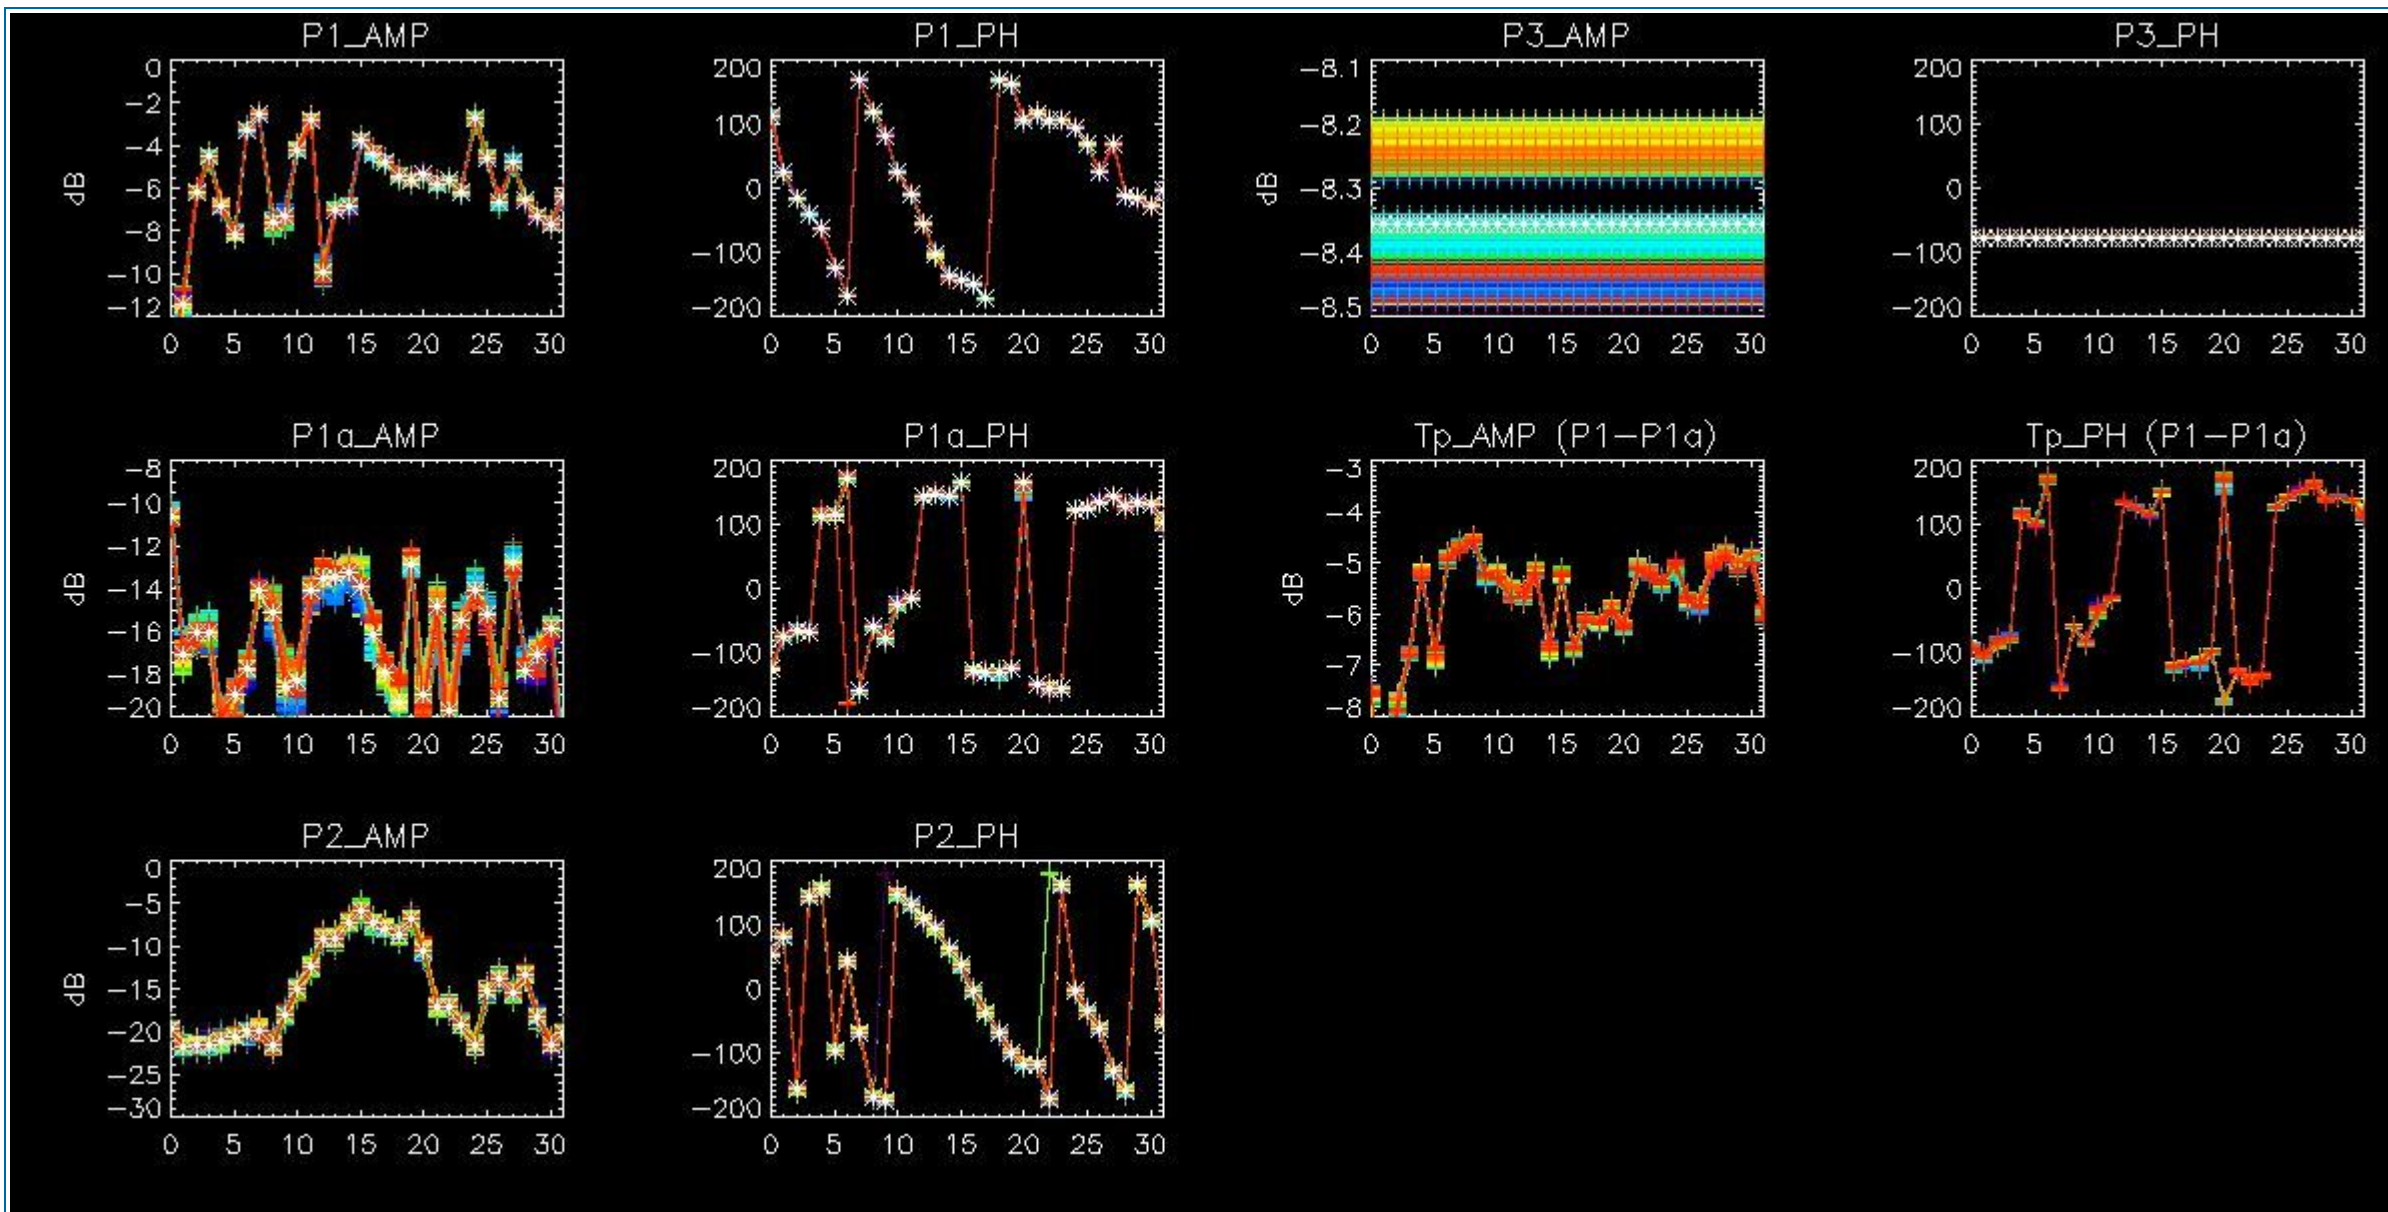 P1_AMP P1_PH P3_AMP P3_PH
0 200 -8.1 200
-2 100 -8.2 100
-4 0 -8.3 0
-6 -100 -8.4 -100
-8 -200 -8.5 -200
-10
-12
dB dB
0 5 10 15 20 25 30 0 5 10 15 20 25 30 0 5 10 15 20 25 30 0 5 10 15 20 25 30
P1a_AMP P1a_PH Tp_AMP (P1-P1a) Tp_PH (P1-P1a)
-8 200 -3 200
-10 100 -4 100
-12 0 -5 0
-14 -100 -6 -100
-16 -200 -7 -200
-18 -8
-20
dB dB
0 5 10 15 20 25 30 0 5 10 15 20 25 30 0 5 10 15 20 25 30 0 5 10 15 20 25 30
P2_AMP P2_PH
0 200
-5 100
-10 0
-15 -100
-20 -200
-25
-30
dB
0 5 10 15 20 25 30 0 5 10 15 20 25 30